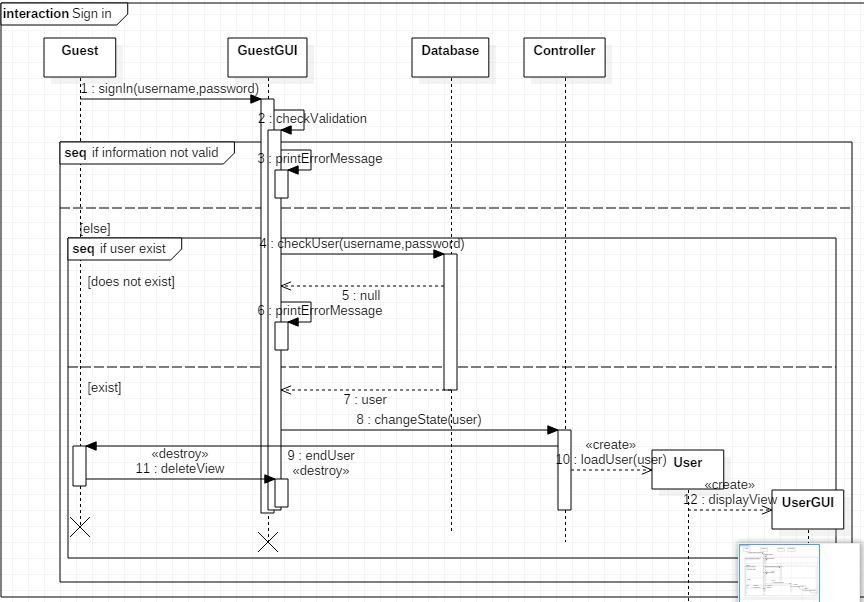 interaction Sign in
Guest
GuestGUI
Database
Controller
1 : signIn(username,password)
2 : checkValidation
seq if information not valid
3 : printErrorMessage
[else]
seq if user exist
4 : checkUser(username,password)
[does not exist]
5 : null
6 : printErrorMessage
[exist]
7 : user
8 : changeState(user)
«destroy»
9 : endUser
«create»
10 : loadUser(user)
User
11 : deleteView
«destroy»
«create»
12 : displayView
UserGUI